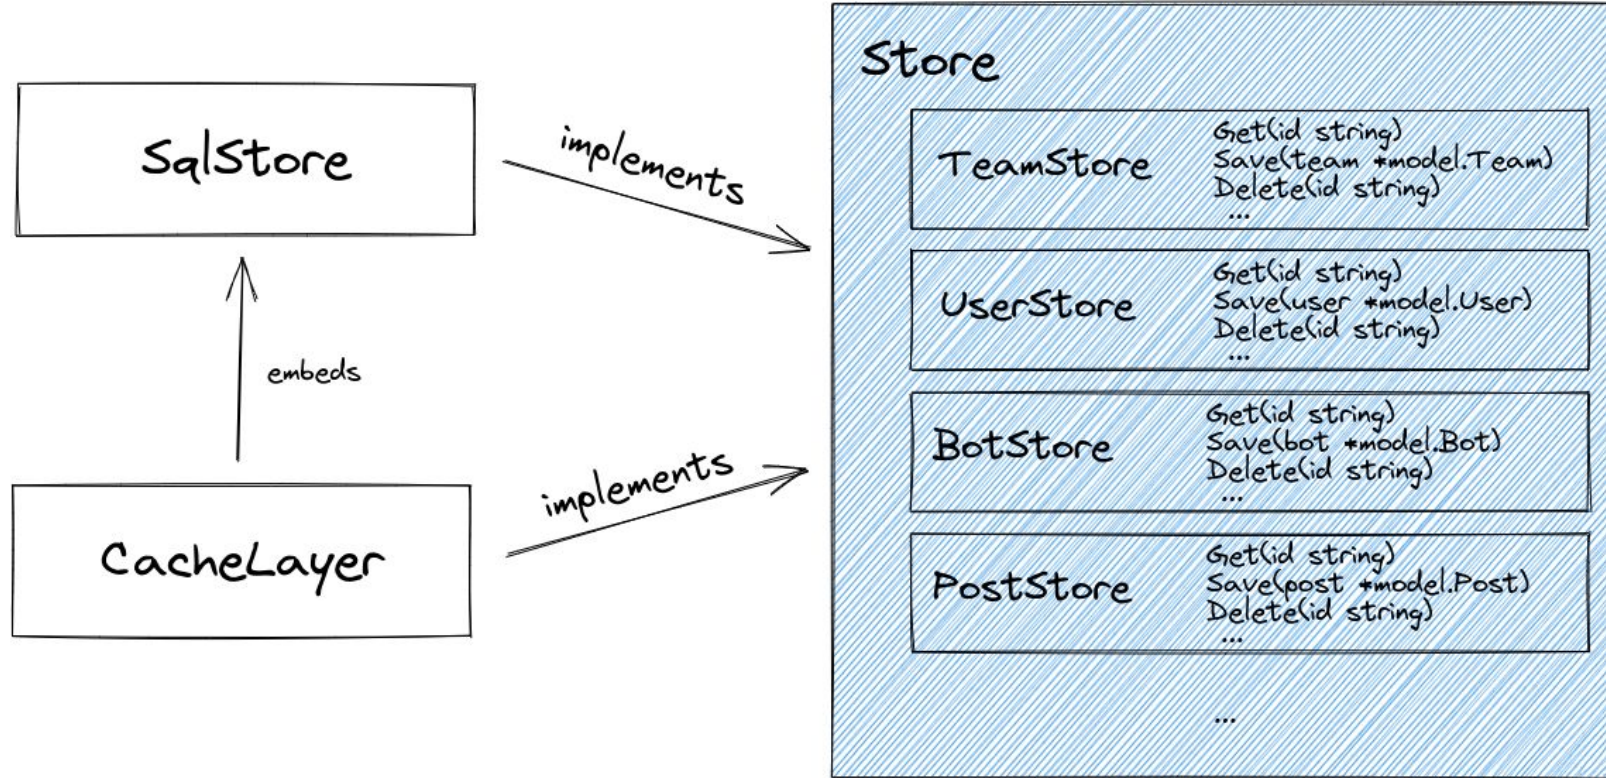 SqlStore
implements
embeds
CacheLayer
implements
Store
TeamStore
Get(id string)
Save(team *model.Team)
Delete(id string)
...
UserStore
Get(id string)
Save(user *model.User)
Delete(id string)
...
BotStore
Get(id string)
Save(bot *model.Bot)
Delete(id string)
...
PostStore
Get(id string)
Save(post *model.Post)
Delete(id string)
...
...